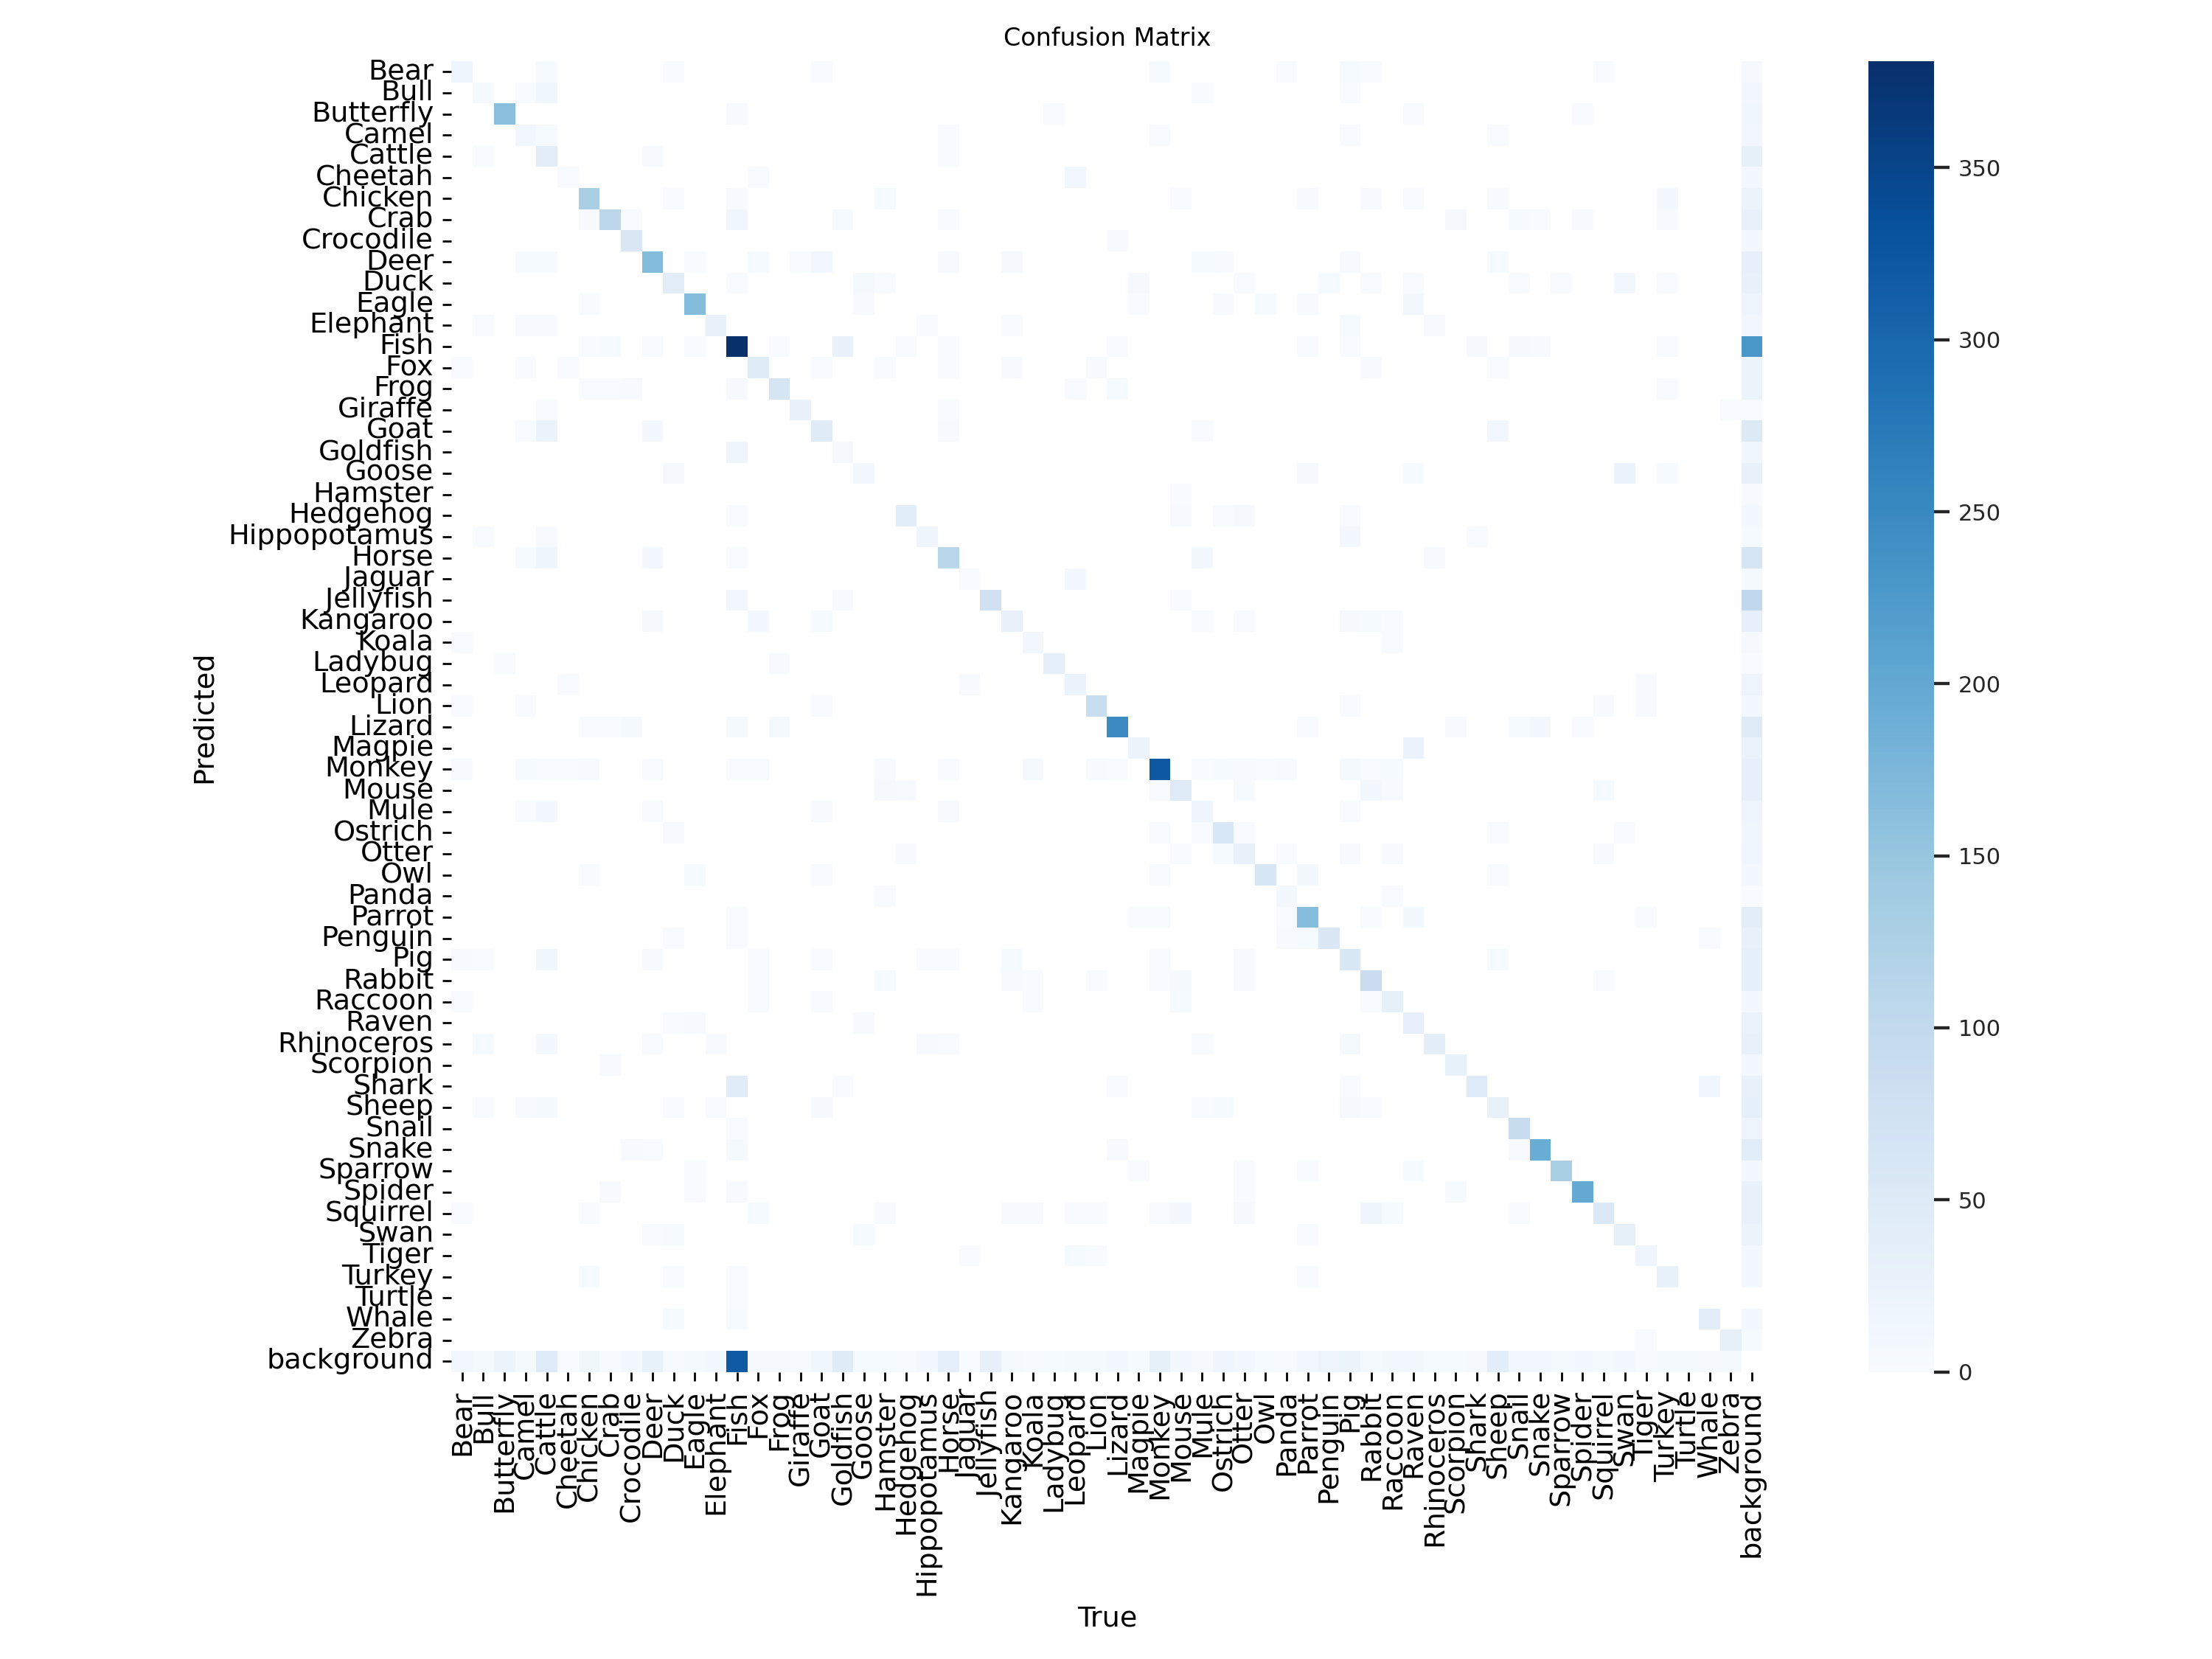 Confusion Matrix
Bear
Bull
Butterfly
Camel
Cattle
Cheetah
Chicken
Crab
Crocodile
Deer
Duck
Eagle
Elephant
Fish
Fox
Frog
Giraffe
Goat
Goldfish
Goose
Hamster
Hedgehog
Hippopotamus
Horse
Jaguar
Jellyfish
Kangaroo
Koala
Ladybug
Leopard
Lion
Lizard
Magpie
Monkey
Mouse
Mule
Ostrich
Otter
Owl
Panda
Parrot
Penguin
Pig
Rabbit
Raccoon
Raven
Rhinoceros
Scorpion
Shark
Sheep
Snail
Snake
Sparrow
Spider
Squirrel
Swan
Tiger
Turkey
Turtle
Whale
Zebra
background
Predicted
350
300
250
200
150
100
50
0
Bear
Bull
Butterfly
Camel
Cattle
Cheetah
Chicken
Crab
Crocodile
Deer
Duck
Eagle
Elephant
Fish
Fox
Frog
Giraffe
Goat
Goldfish
Goose
Hamster
Hedgehog
Hippopotamus
Horse
Jaguar
Jellyfish
Kangaroo
Koala
Ladybug
Leopard
Lion
Lizard
Magpie
Monkey
Mouse
Mule
Ostrich
Otter
Owl
Panda
Parrot
Penguin
Pig
Rabbit
Raccoon
Raven
Rhinoceros
Scorpion
Shark
Sheep
Snail
Snake
Sparrow
Spider
Squirrel
Swan
Tiger
Turkey
Turtle
Whale
Zebra
background
True